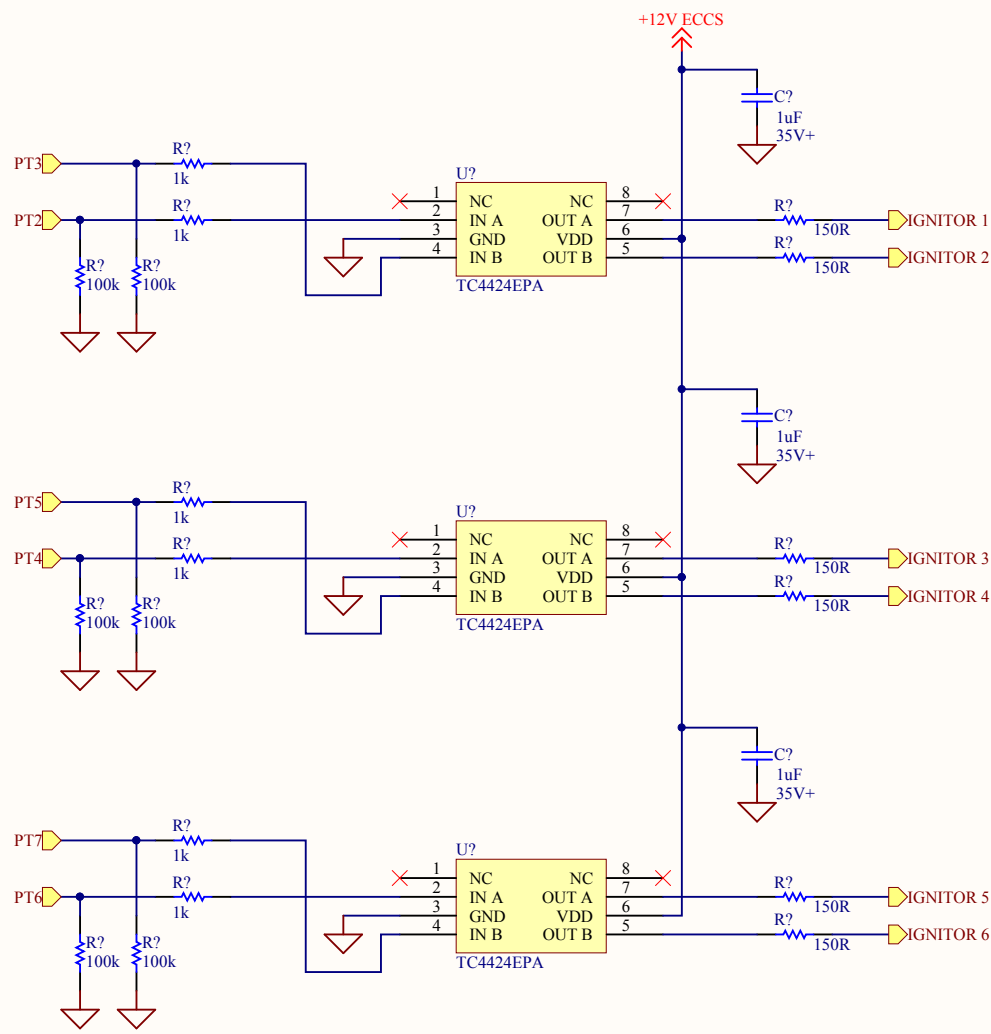 +12V ECCS
C?
1uF
35V+
PT3
R?
1k
PT2
R?
1k
R?
100k
R?
100k
U?
1 NC
2 IN A
3 GND
4 IN B
NC 8
OUT A 7
VDD 6
OUT B 5
TC4424EPA
R?
150R
IGNITOR 1
R?
150R
IGNITOR 2
C?
1uF
35V+
PT5
R?
1k
PT4
R?
1k
R?
100k
R?
100k
U?
1 NC
2 IN A
3 GND
4 IN B
NC 8
OUT A 7
VDD 6
OUT B 5
TC4424EPA
R?
150R
IGNITOR 3
R?
150R
IGNITOR 4
C?
1uF
35V+
PT7
R?
1k
PT6
R?
1k
R?
100k
R?
100k
U?
1 NC
2 IN A
3 GND
4 IN B
NC 8
OUT A 7
VDD 6
OUT B 5
TC4424EPA
R?
150R
IGNITOR 5
R?
150R
IGNITOR 6